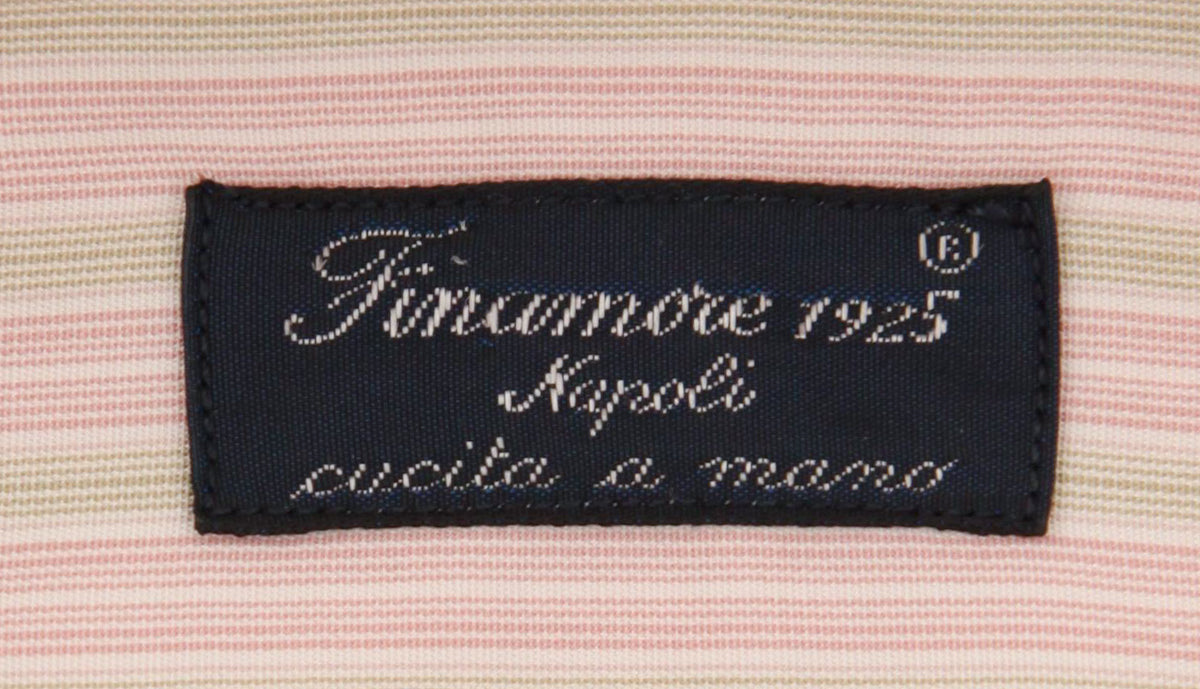 Finamore 1925 ®
Napoli
cucita a mano